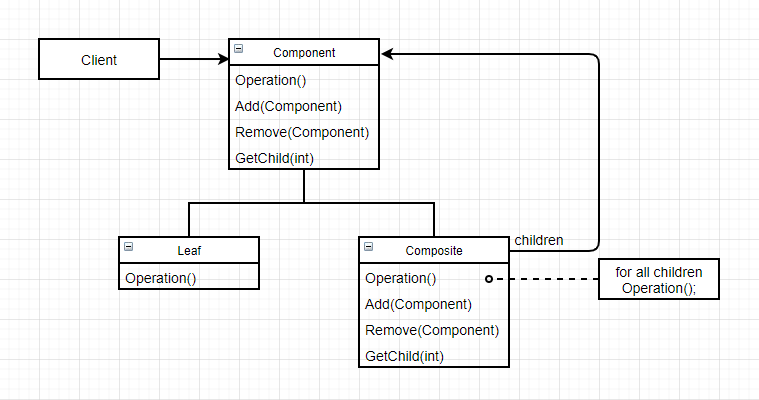 Client
Component
Operation()
Add(Component)
Remove(Component)
GetChild(int)
Leaf
Operation()
Composite
Operation()
Add(Component)
Remove(Component)
GetChild(int)
children
for all children
Operation();